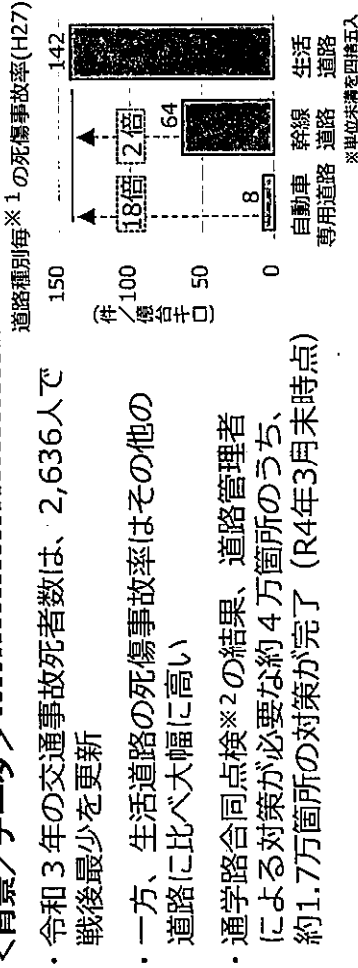 <背景/データ>
・令和3年の交通事故死者数は、2,636人で
戦後最少を更新
・一方、生活道路の死傷事故率はその他の
道路に比べ大幅に高い
・通学路合同点検※2の結果、道路管理者
による対策が必要な約4万箇所のうち、
約1.7万箇所の対策が完了（R4年3月末時点）
道路種別毎※1の死傷事故率(H27)
(件/億台キロ)
150
100
50
0
18倍
2倍
8
64
142
自動車
専用道路
幹線
道路
生活
道路
※単位未満を四捨五入